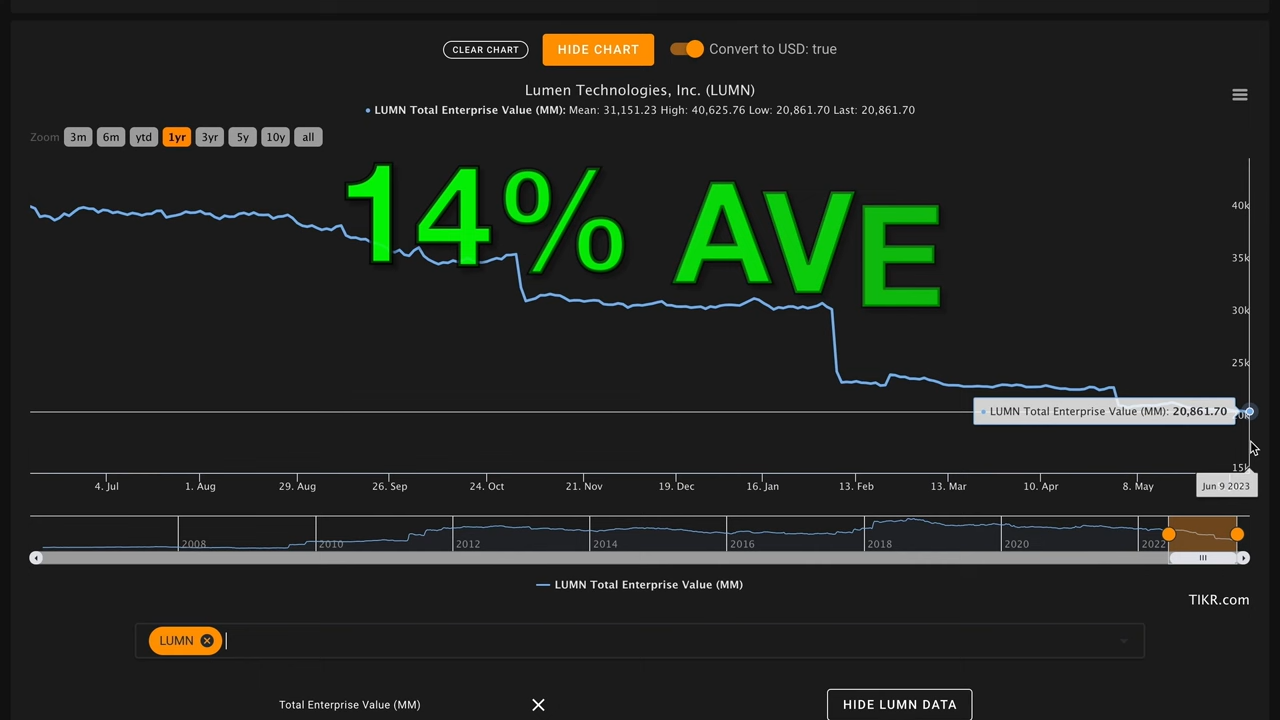 CLEAR CHART
HIDE CHART
Convert to USD: true
Lumen Technologies, Inc. (LUMN)
LUMN Total Enterprise Value (MM): Mean: 31,151.23 High: 40,625.76 Low: 20,861.70 Last: 20,861.70
Zoom 3m 6m ytd 1yr 3yr 5y 10y all
14% AVE
40k
35k
30k
25k
LUMN Total Enterprise Value (MM): 20,861.70
15k
4. Jul 1. Aug 29. Aug 26. Sep 24. Oct 21. Nov 19. Dec 16. Jan 13. Feb 13. Mar 10. Apr 8. May Jun 9 2023
2008 2010 2012 2014 2016 2018 2020 2022
LUMN Total Enterprise Value (MM)
TIKR.com
LUMN
Total Enterprise Value (MM)
HIDE LUMN DATA